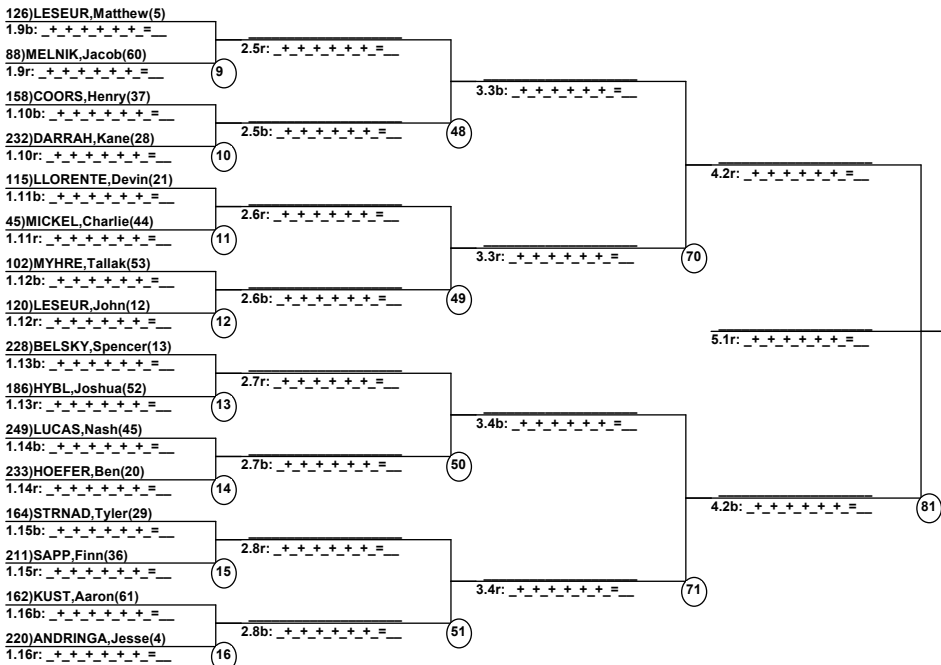 126)LESEUR,Matthew(5)
1.9b: _+_+_+_+_+_=__
88)MELNIK,Jacob(60)
1.9r: _+_+_+_+_+_=__
9
158)COORS,Henry(37)
1.10b: _+_+_+_+_+_=__
232)DARRAH,Kane(28)
1.10r: _+_+_+_+_+_=__
10
115)LLORENTE,Devin(21)
1.11b: _+_+_+_+_+_=__
45)MICKEL,Charlie(44)
1.11r: _+_+_+_+_+_=__
11
102)MYHRE,Tallak(53)
1.12b: _+_+_+_+_+_=__
120)LESEUR,John(12)
1.12r: _+_+_+_+_+_=__
12
228)BELSKY,Spencer(13)
1.13b: _+_+_+_+_+_=__
186)HYBL,Joshua(52)
1.13r: _+_+_+_+_+_=__
13
249)LUCAS,Nash(45)
1.14b: _+_+_+_+_+_=__
233)HOEFER,Ben(20)
1.14r: _+_+_+_+_+_=__
14
164)STRNAD,Tyler(29)
1.15b: _+_+_+_+_+_=__
211)SAPP,Finn(36)
1.15r: _+_+_+_+_+_=__
15
162)KUST,Aaron(61)
1.16b: _+_+_+_+_+_=__
220)ANDRINGA,Jesse(4)
1.16r: _+_+_+_+_+_=__
16
2.5r: _+_+_+_+_+_=__
2.5b: _+_+_+_+_+_=__
48
2.6r: _+_+_+_+_+_=__
2.6b: _+_+_+_+_+_=__
49
2.7r: _+_+_+_+_+_=__
2.7b: _+_+_+_+_+_=__
50
2.8r: _+_+_+_+_+_=__
2.8b: _+_+_+_+_+_=__
51
3.3b: _+_+_+_+_+_=__
3.3r: _+_+_+_+_+_=__
70
3.4b: _+_+_+_+_+_=__
3.4r: _+_+_+_+_+_=__
71
4.2r: _+_+_+_+_+_=__
4.2b: _+_+_+_+_+_=__
81
5.1r: _+_+_+_+_+_=__